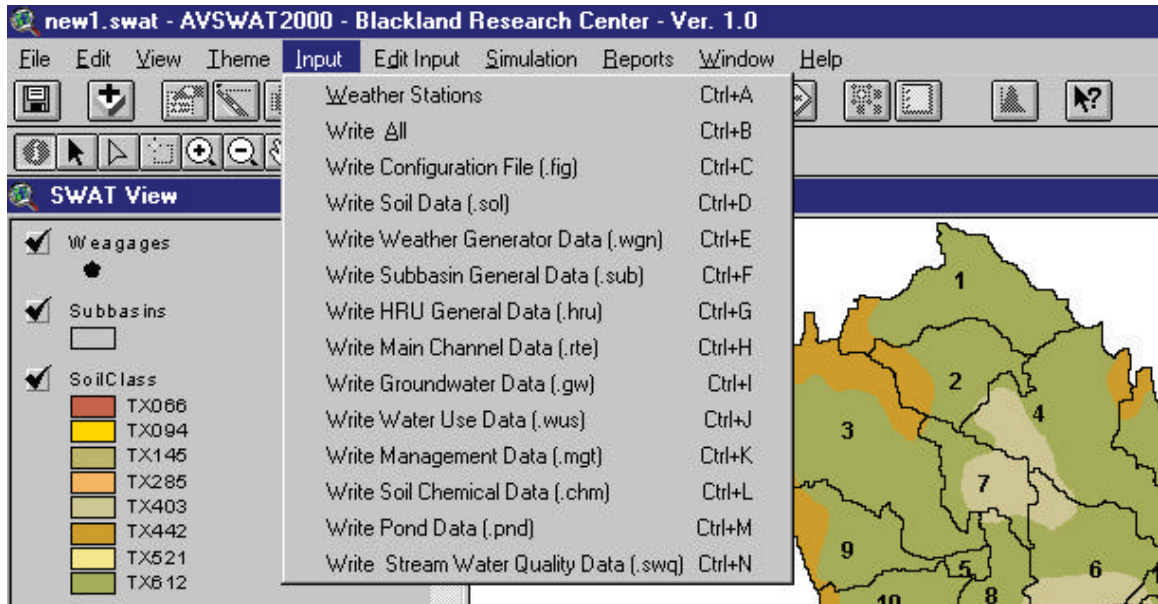 new1.swat - AVSWAT2000 - Blackland Research Center - Ver. 1.0
File Edit View Theme Input Edit Input Simulation Reports Window Help
Weather Stations Ctrl+A
Write All Ctrl+B
Write Configuration File (.fig) Ctrl+C
Write Soil Data (.sol) Ctrl+D
Write Weather Generator Data (.wgn) Ctrl+E
Write Subbasin General Data (.sub) Ctrl+F
Write HRU General Data (.hru) Ctrl+G
Write Main Channel Data (.rte) Ctrl+H
Write Groundwater Data (.gw) Ctrl+I
Write Water Use Data (.wus) Ctrl+J
Write Management Data (.mgt) Ctrl+K
Write Soil Chemical Data (.chm) Ctrl+L
Write Pond Data (.pnd) Ctrl+M
Write Stream Water Quality Data (.swq) Ctrl+N
SWAT View
Weagages
Subbasins
SoilClass
TX066
TX094
TX145
TX285
TX403
TX442
TX521
TX612
1
2
4
3
7
9
5
6
10
8